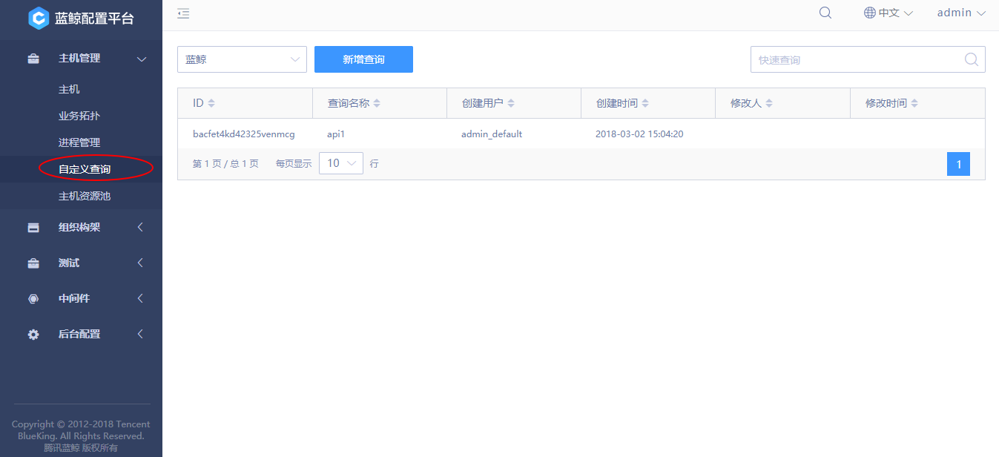 蓝鲸配置平台
主机管理
主机
业务拓扑
进程管理
自定义查询
主机资源池
组织构架
测试
中间件
后台配置
Copyright © 2012-2018 Tencent
BlueKing. All Rights Reserved.
腾讯蓝鲸 版权所有
中文 admin
蓝鲸 新增查询 快速查询
ID 查询名称 创建用户 创建时间 修改人 修改时间
bacfet4kd42325venmcg api1 admin_default 2018-03-02 15:04:20
第 1 页 / 总 1 页 每页显示 10 行 1